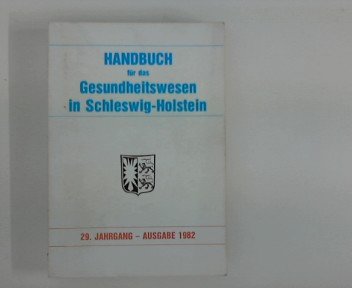 HANDBUCH
für das
Gesundheitswesen
in Schleswig-Holstein
29. JAHRGANG – AUSGABE 1982